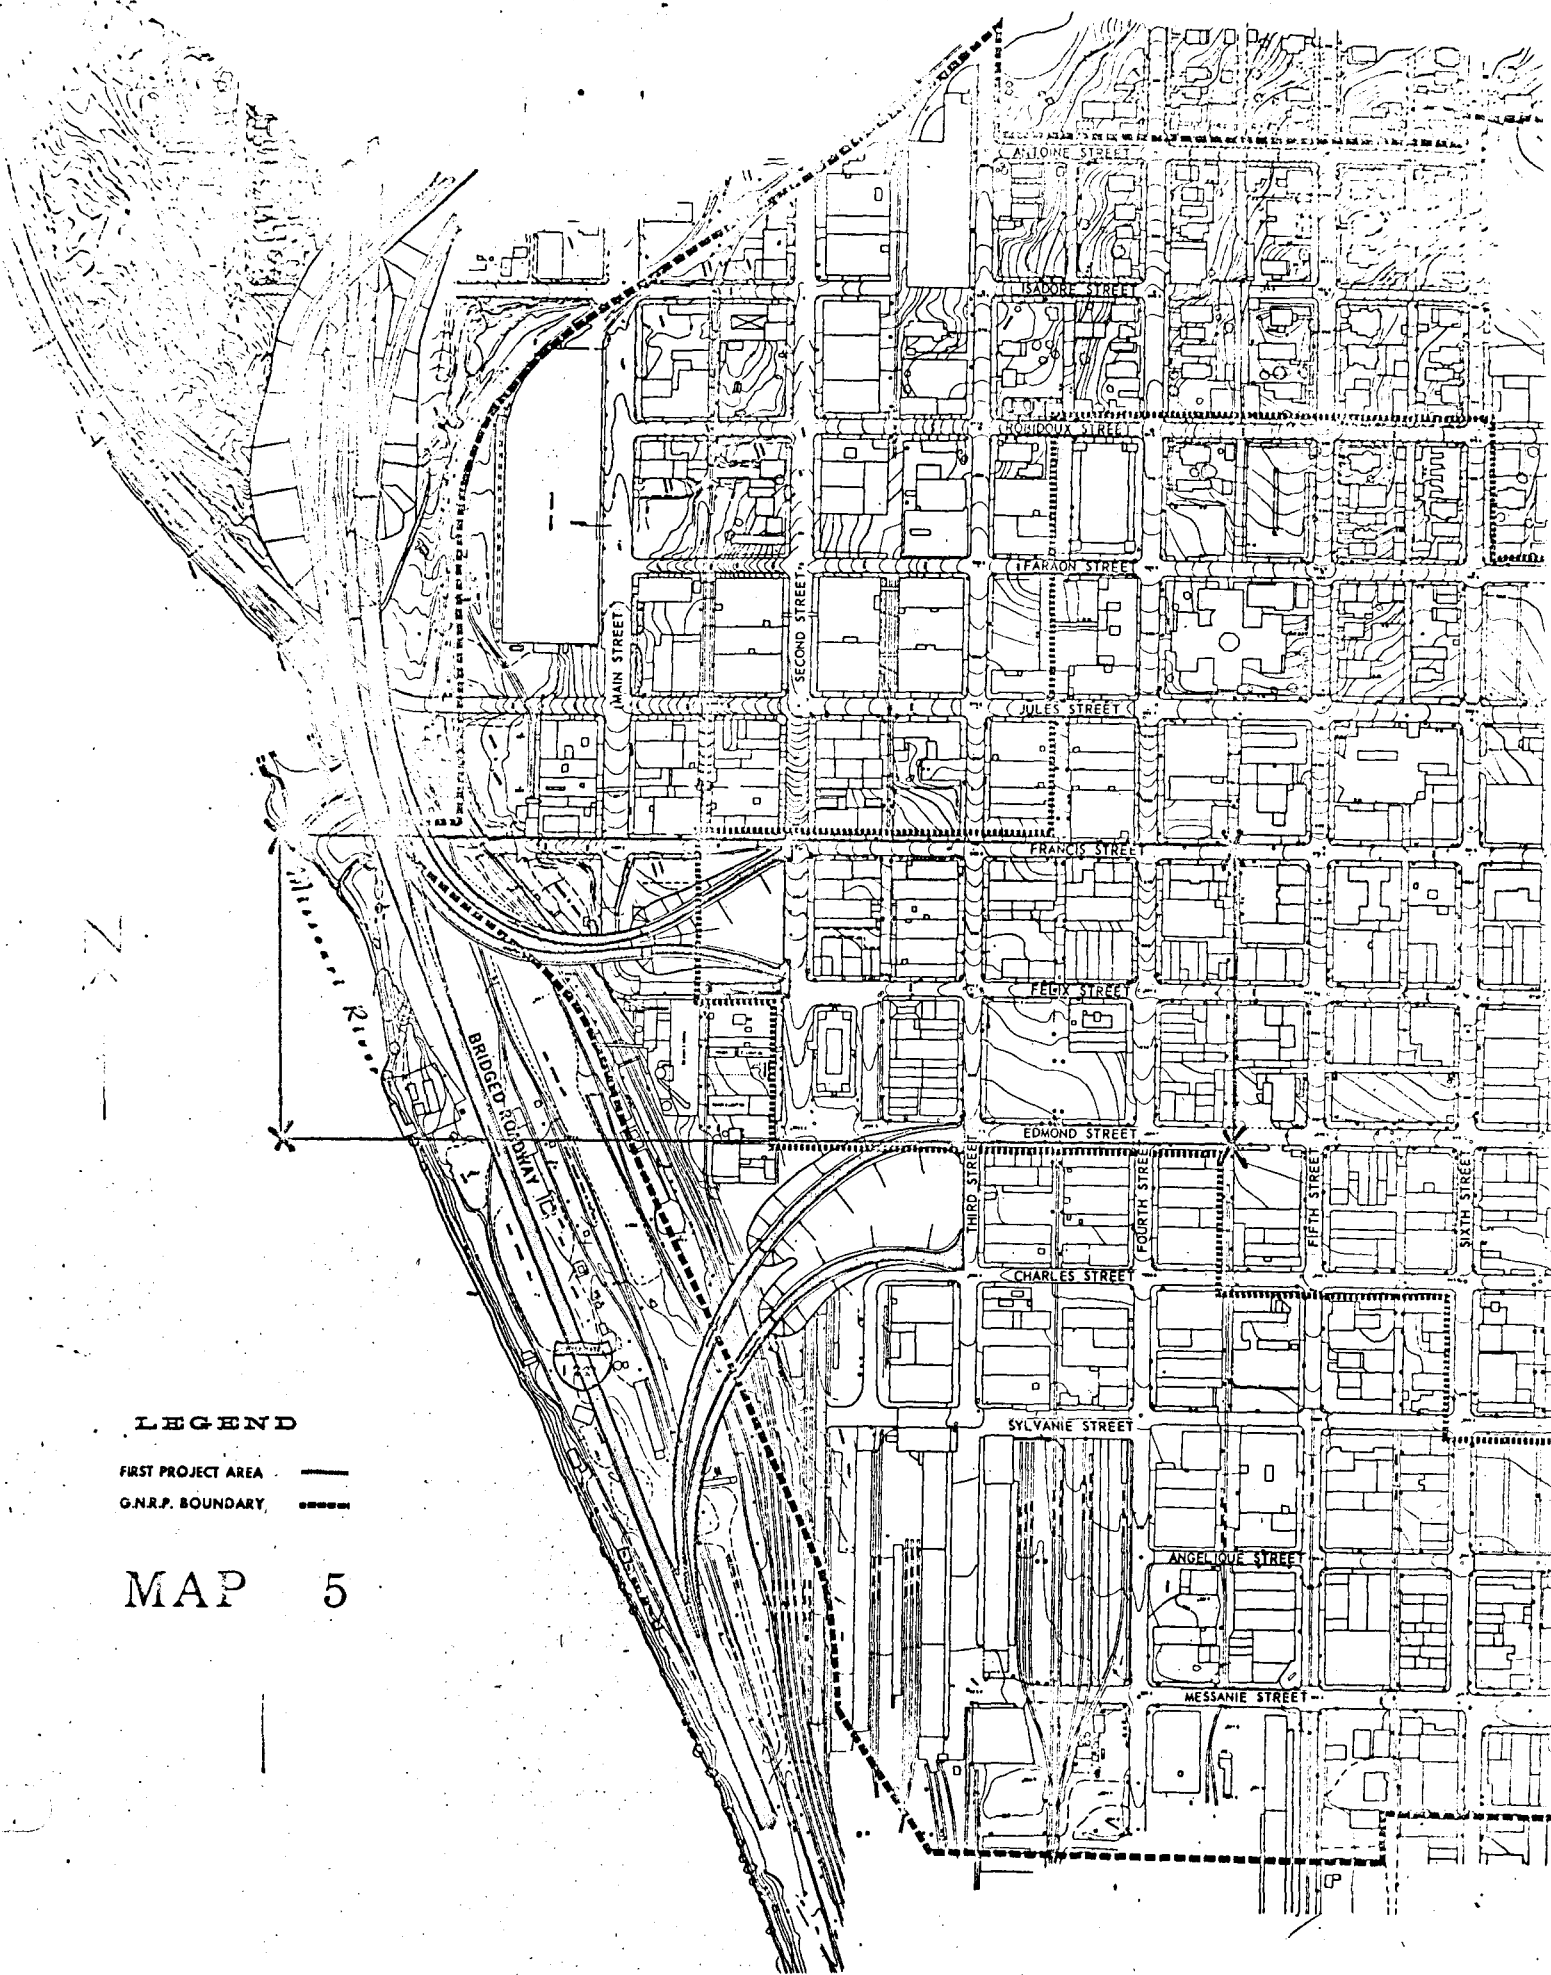 ANTOINE STREET
ISADORE STREET
ROBIDOUX STREET
FARAON STREET
MAIN STREET
SECOND STREET
JULES STREET
FRANCIS STREET
N
Missouri River
FELIX STREET
BRIDGED ROADWAY
EDMOND STREET
THIRD STREET
FOURTH STREET
FIFTH STREET
SIXTH STREET
CHARLES STREET
SYLVANIE STREET
LEGEND
FIRST PROJECT AREA
G.N.R.P. BOUNDARY
ANGELIQUE STREET
MAP 5
MESSANIE STREET